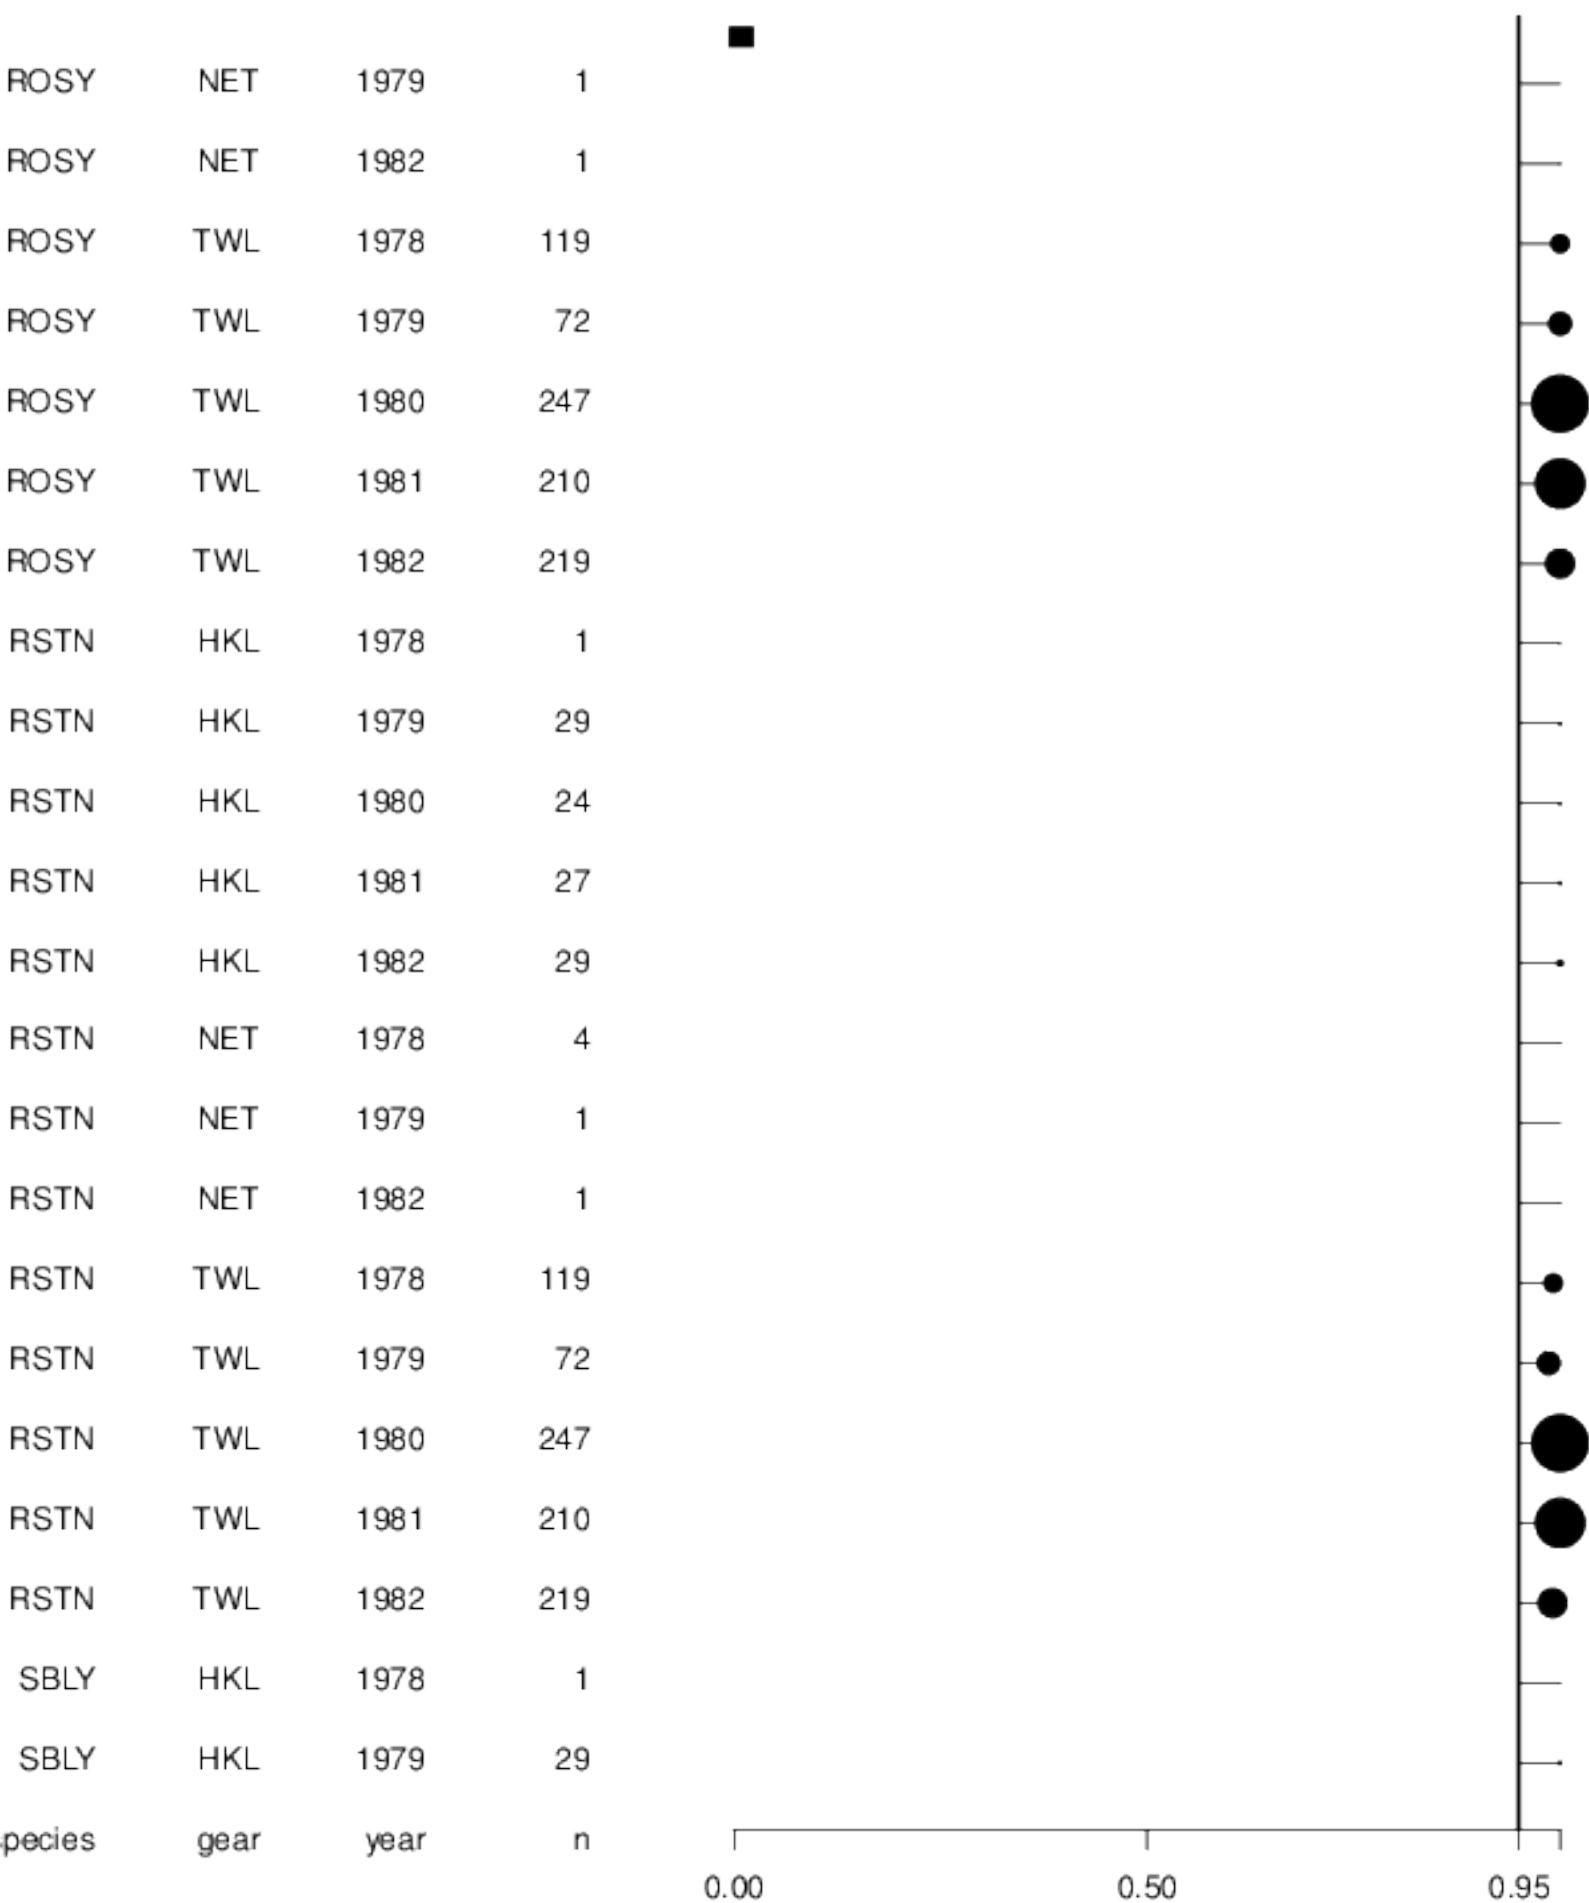 ROSY NET 1979 1
ROSY NET 1982 1
ROSY TWL 1978 119
ROSY TWL 1979 72
ROSY TWL 1980 247
ROSY TWL 1981 210
ROSY TWL 1982 219
RSTN HKL 1978 1
RSTN HKL 1979 29
RSTN HKL 1980 24
RSTN HKL 1981 27
RSTN HKL 1982 29
RSTN NET 1978 4
RSTN NET 1979 1
RSTN NET 1982 1
RSTN TWL 1978 119
RSTN TWL 1979 72
RSTN TWL 1980 247
RSTN TWL 1981 210
RSTN TWL 1982 219
SBLY HKL 1978 1
SBLY HKL 1979 29
pecies gear year n
0.00 0.50 0.95